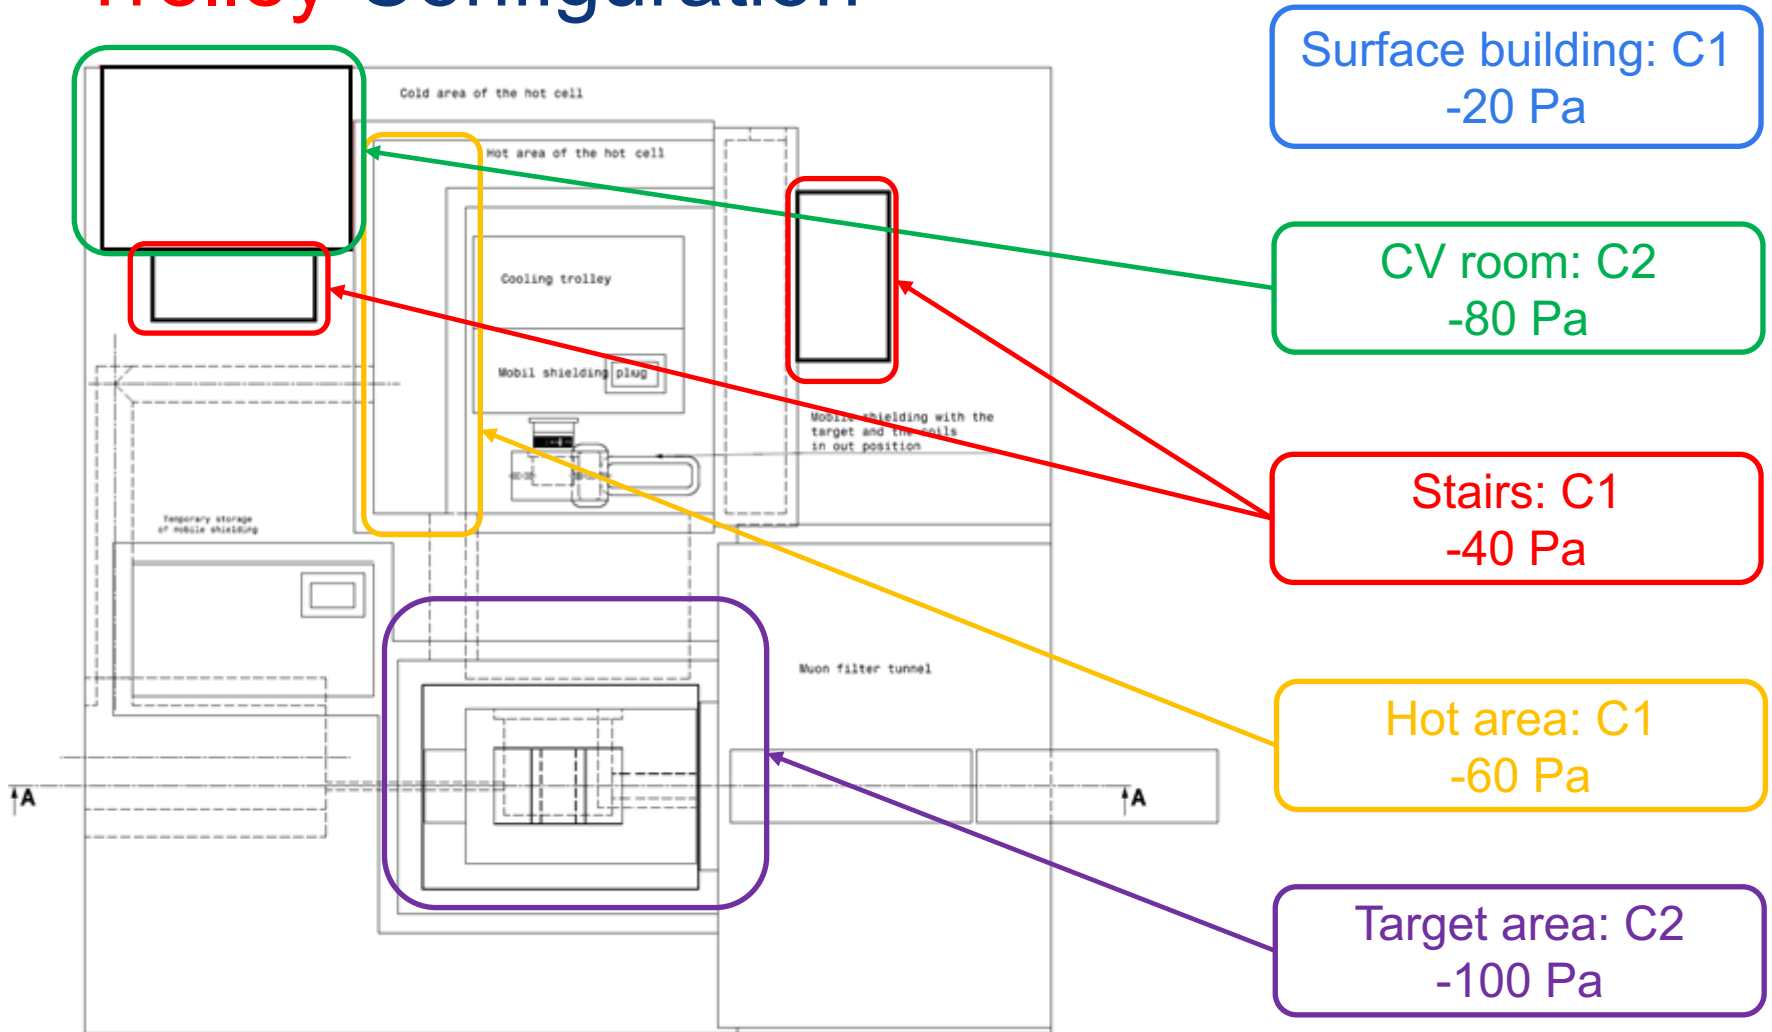 Trolley Configuration
Surface building: C1
-20 Pa
Cold area of the hot cell
Hot area of the hot cell
CV room: C2
-80 Pa
Cooling trolley
Mobil shielding plug
Mobile shielding with the
target and the coils
in out position
Stairs: C1
-40 Pa
Temporary storage
of mobile shielding
Muon filter tunnel
Hot area: C1
-60 Pa
A
A
Target area: C2
-100 Pa